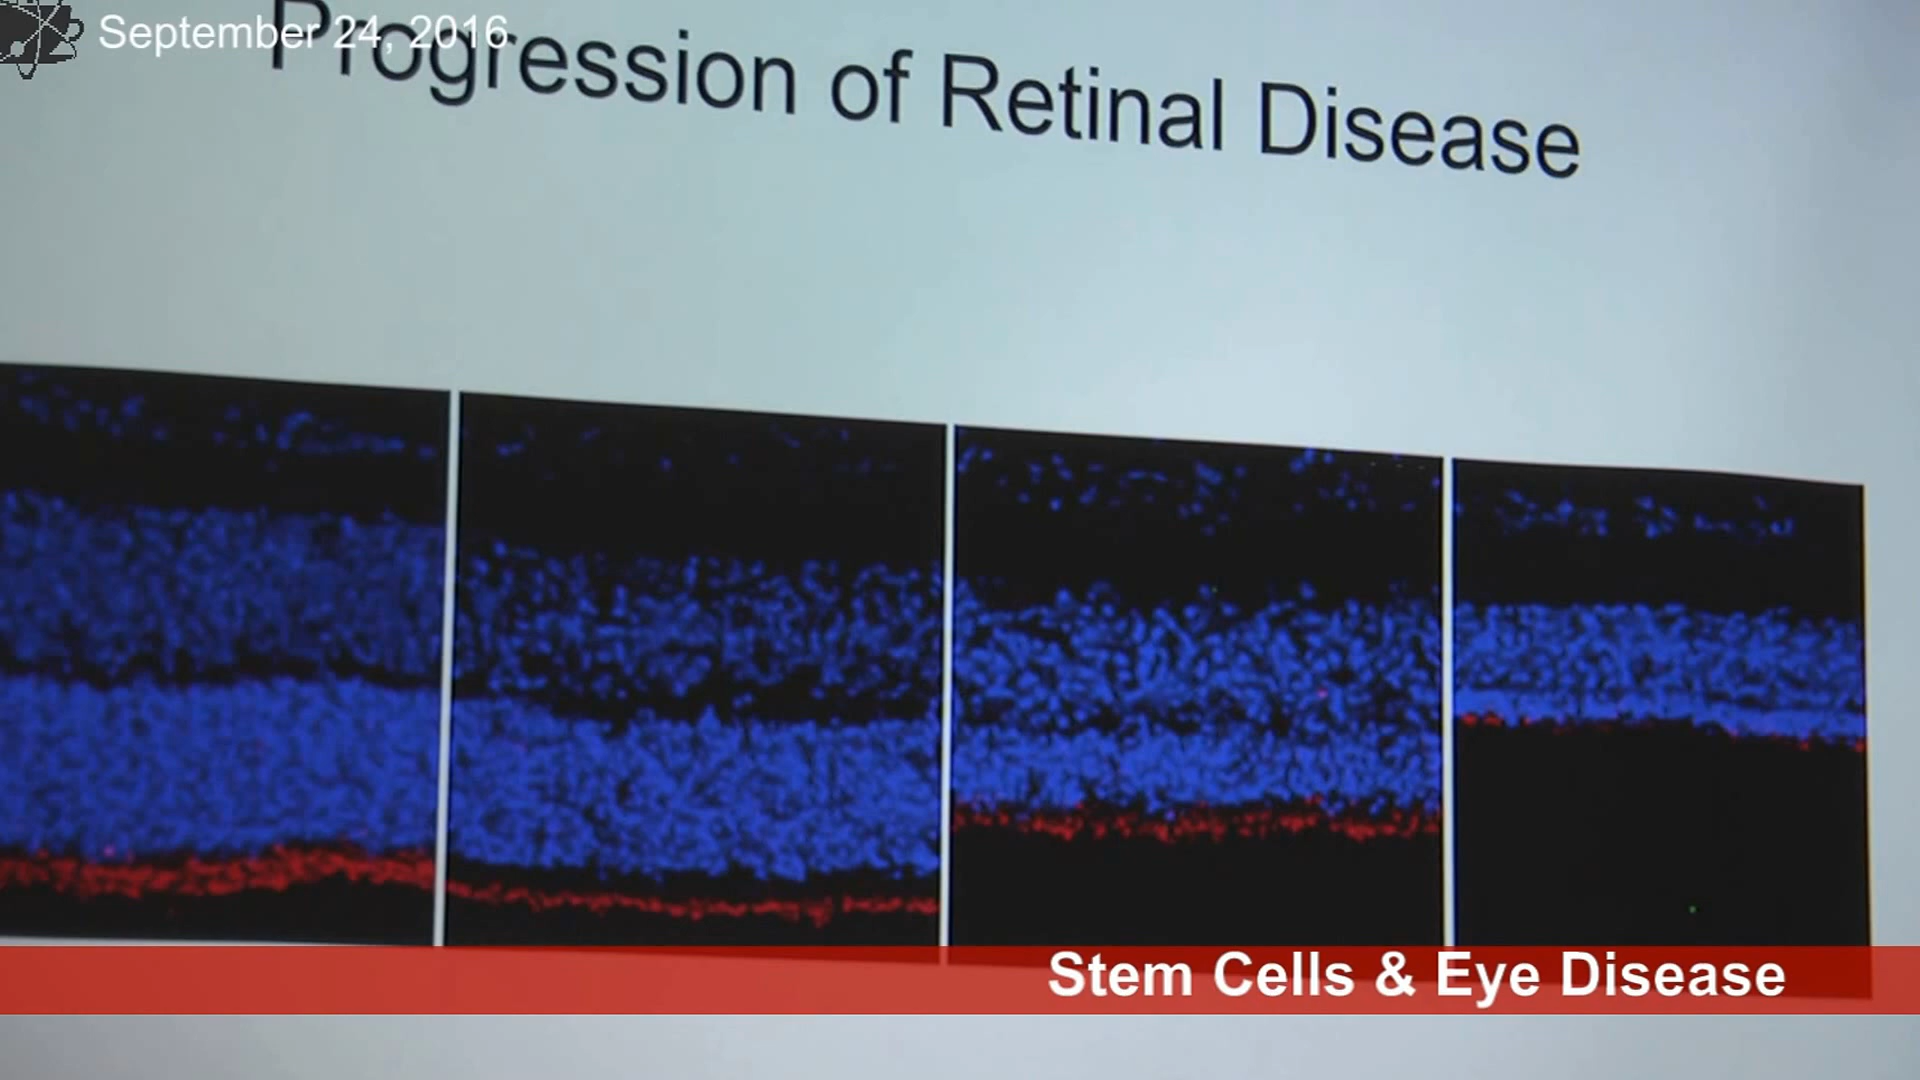 September 24, 2016
Progression of Retinal Disease
Stem Cells & Eye Disease